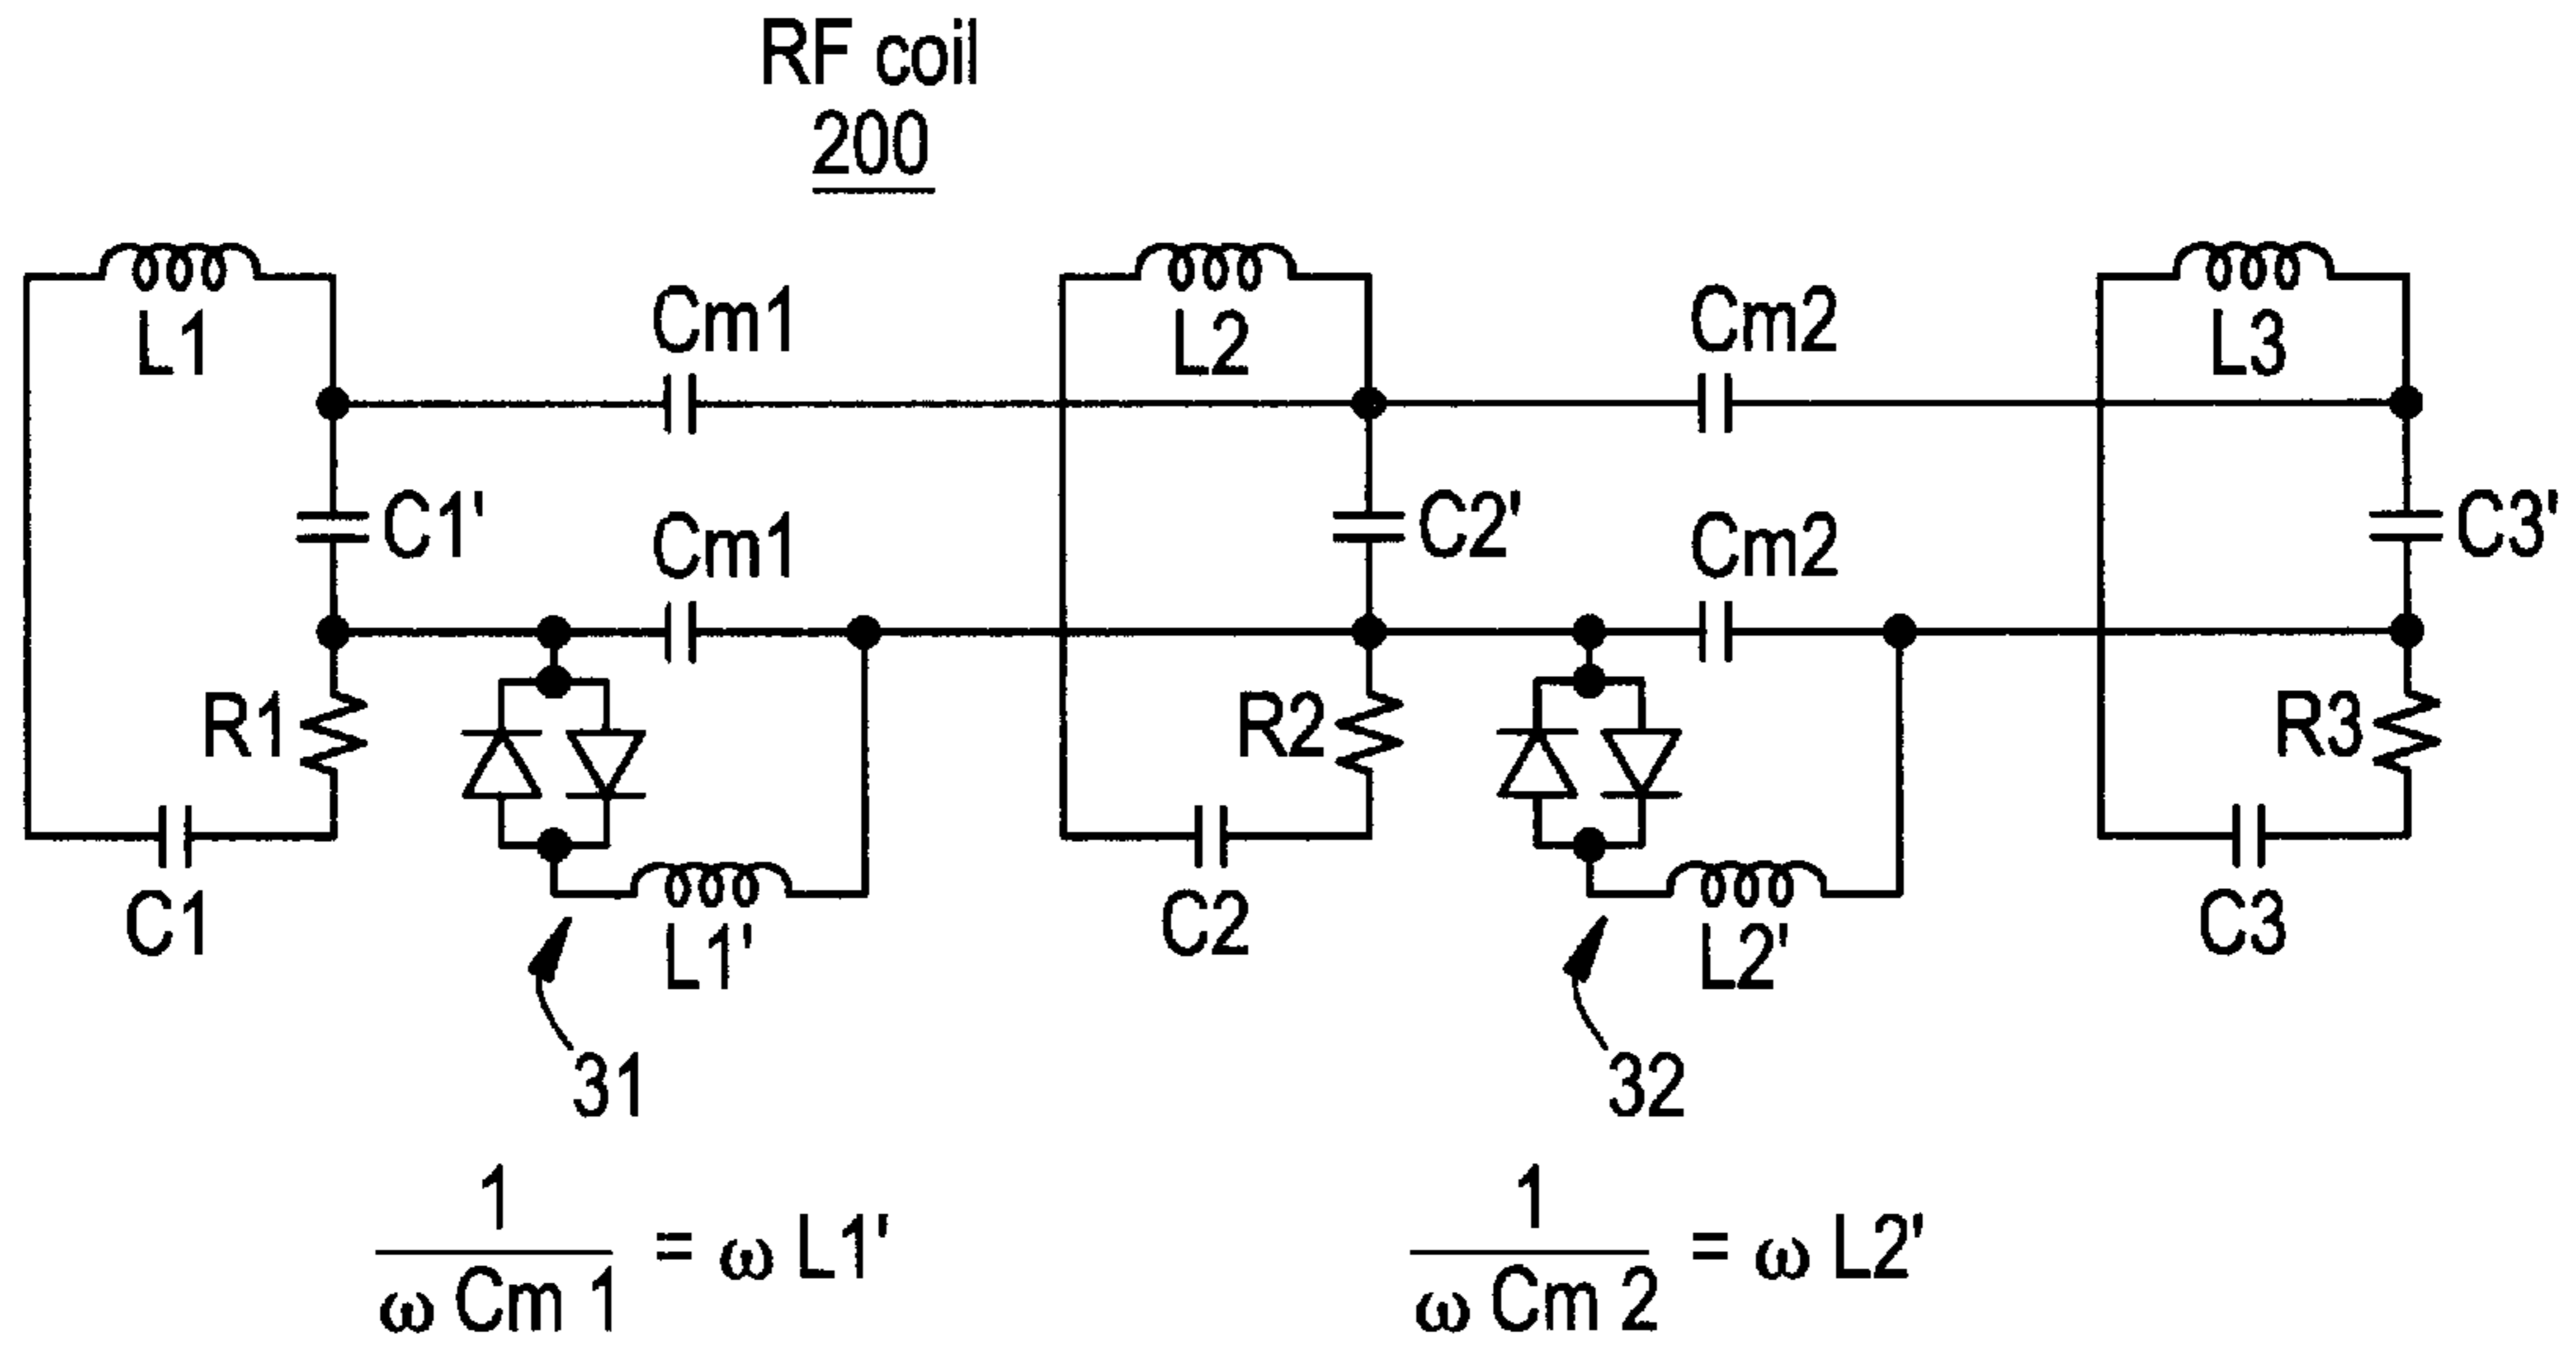 RF coil
200
L1
L2
L3
Cm1
Cm2
C1'
C2'
C3'
Cm1
Cm2
R1
R2
R3
C1
C2
C3
L1'
L2'
31
32
1
ω Cm 1 = ω L1'
1
ω Cm 2 = ω L2'